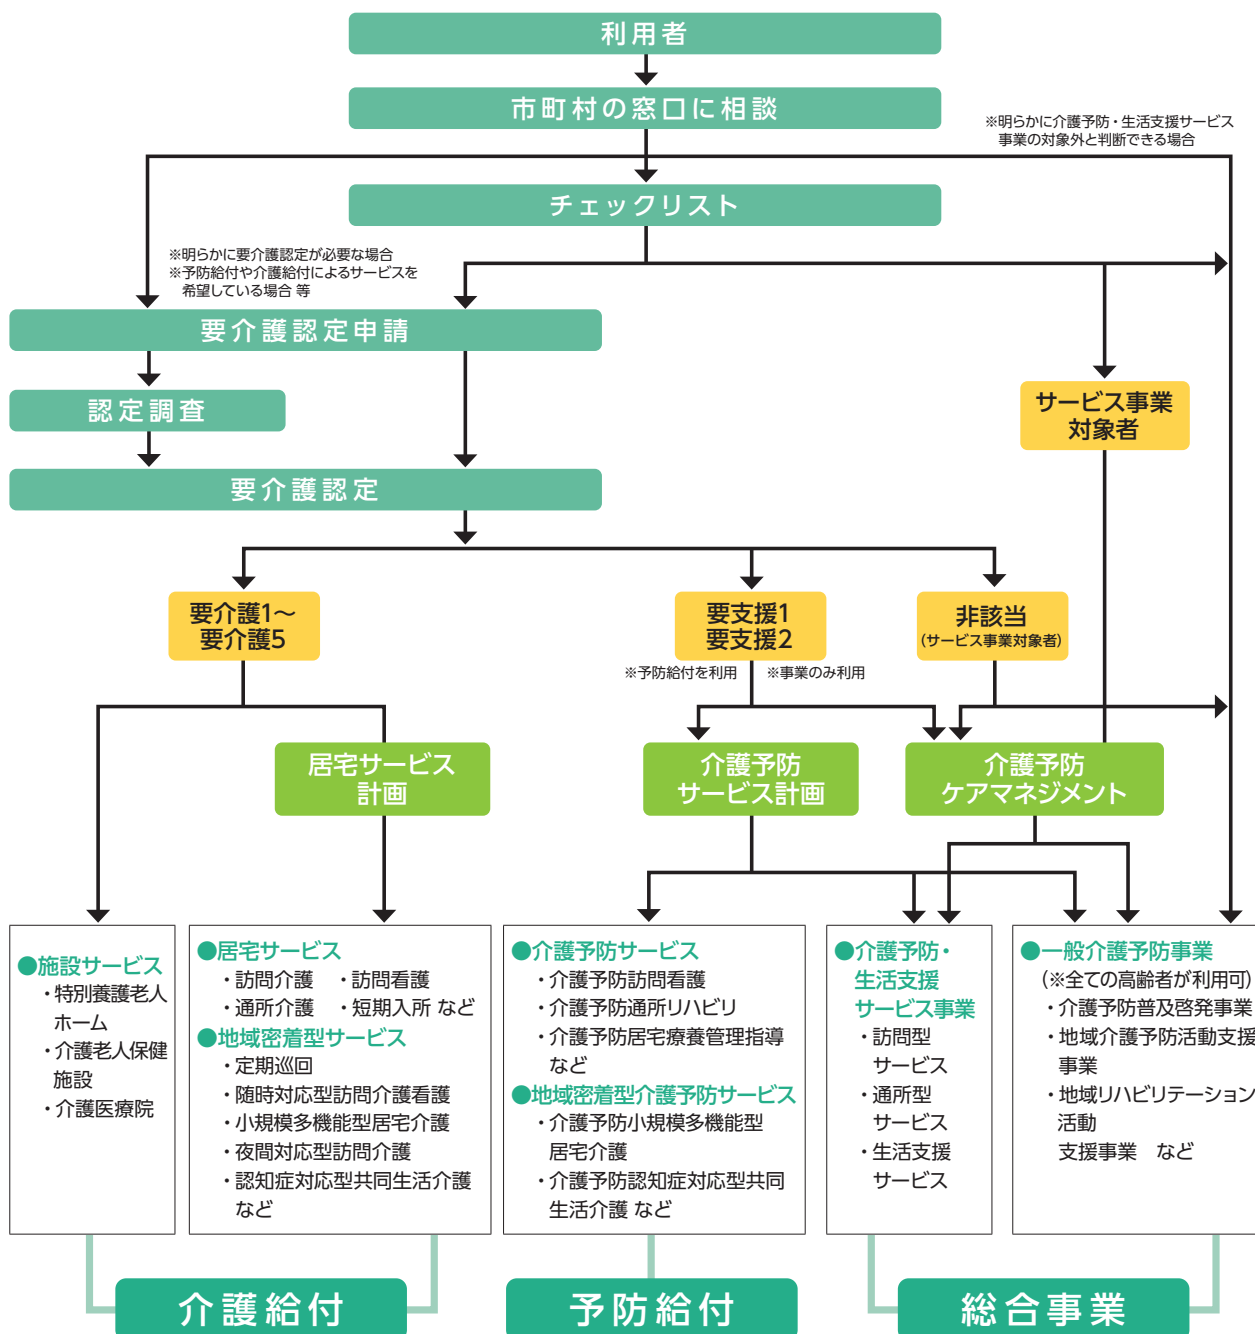 利用者
市町村の窓口に相談
※明らかに介護予防・生活支援サービス
事業の対象外と判断できる場合
チェックリスト
※明らかに要介護認定が必要な場合
※予防給付や介護給付によるサービスを
希望している場合 等
要介護認定申請
認定調査
サービス事業
対象者
要介護認定
要介護1〜
要介護5
要支援1
要支援2
非該当
(サービス事業対象者)
※予防給付を利用
※事業のみ利用
居宅サービス
計画
介護予防
サービス計画
介護予防
ケアマネジメント
●施設サービス
・特別養護老人
ホーム
・介護老人保健
施設
・介護医療院
●居宅サービス
・訪問介護 ・訪問看護
・通所介護 ・短期入所 など
●地域密着型サービス
・定期巡回
・随時対応型訪問介護看護
・小規模多機能型居宅介護
・夜間対応型訪問介護
・認知症対応型共同生活介護
など
●介護予防サービス
・介護予防訪問看護
・介護予防通所リハビリ
・介護予防居宅療養管理指導
など
●地域密着型介護予防サービス
・介護予防小規模多機能型
居宅介護
・介護予防認知症対応型共同
生活介護 など
●介護予防・
生活支援
サービス事業
・訪問型
サービス
・通所型
サービス
・生活支援
サービス
●一般介護予防事業
(※全ての高齢者が利用可)
・介護予防普及啓発事業
・地域介護予防活動支援
事業
・地域リハビリテーション
活動
支援事業 など
介護給付
予防給付
総合事業